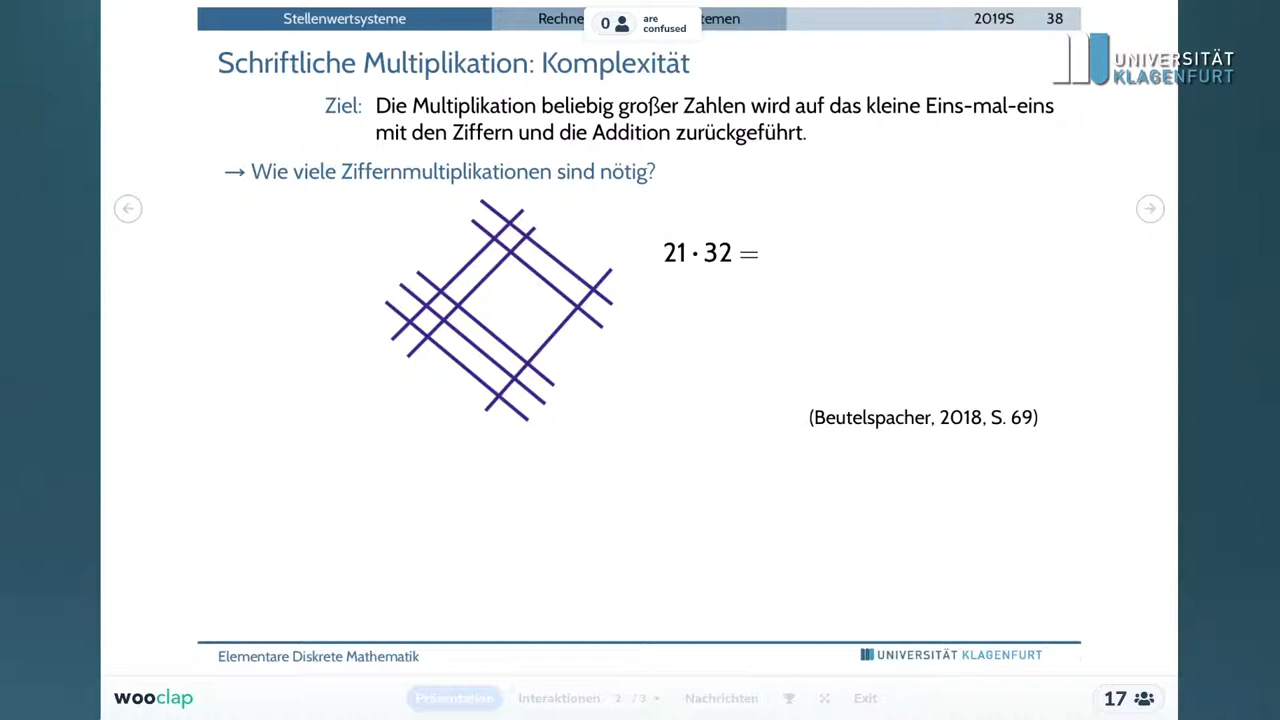 Stellenwertsysteme
Rechne
temen
2019S 38
0 are confused
Schriftliche Multiplikation: Komplexität
UNIVERSITÄT
KLAGENFURT
Ziel: Die Multiplikation beliebig großer Zahlen wird auf das kleine Eins-mal-eins
mit den Ziffern und die Addition zurückgeführt.
→ Wie viele Ziffernmultiplikationen sind nötig?
21 · 32 =
(Beutelspacher, 2018, S. 69)
Elementare Diskrete Mathematik
UNIVERSITÄT KLAGENFURT
wooclap
Präsentation
Interaktionen 2 / 3
Nachrichten
Exit
17